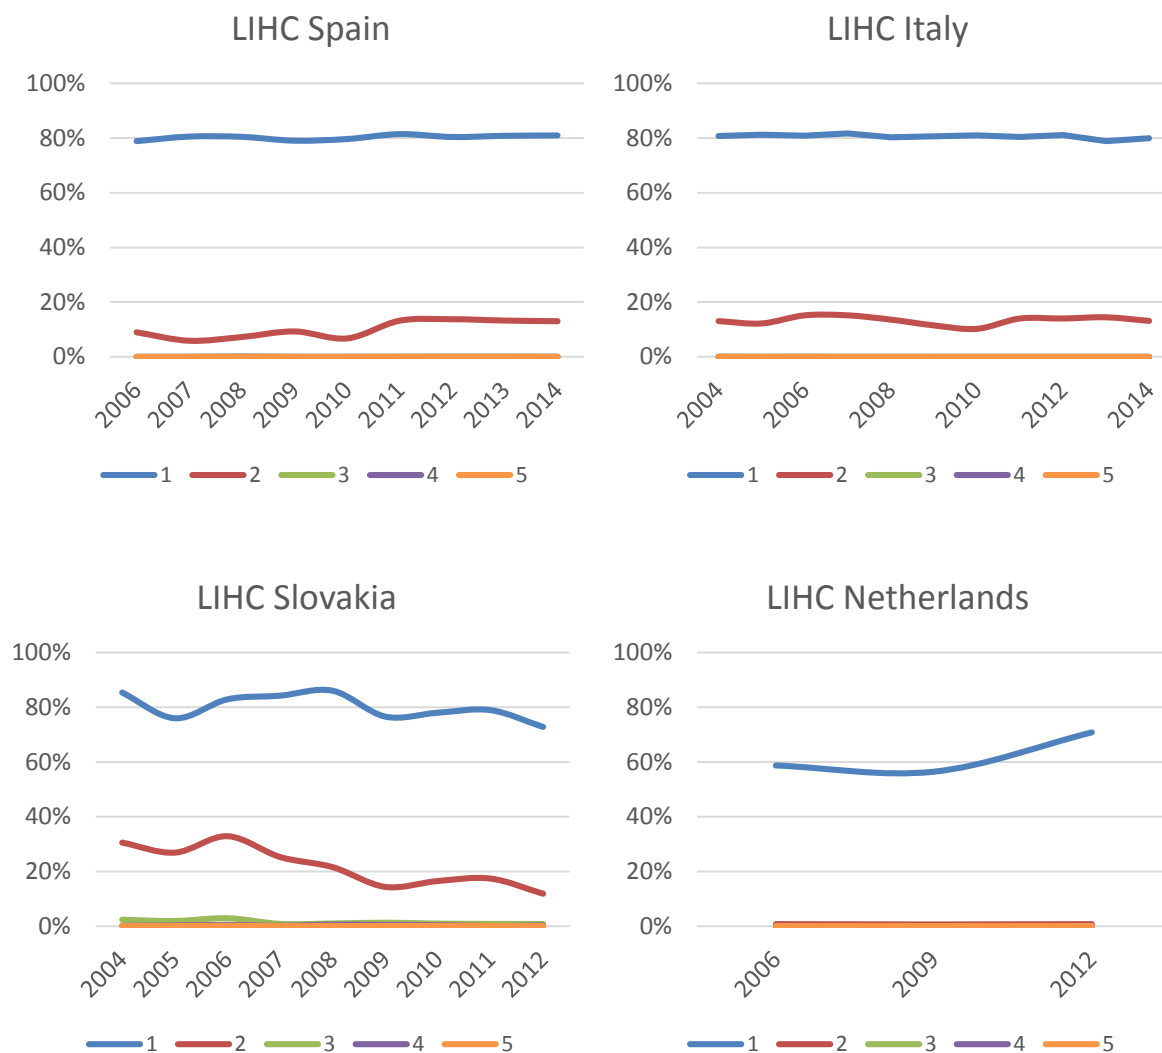 LIHC Spain
100%
80%
60%
40%
20%
0%
2006 2007 2008 2009 2010 2011 2012 2013 2014
1 2 3 4 5
LIHC Italy
100%
80%
60%
40%
20%
0%
2004 2006 2008 2010 2012 2014
1 2 3 4 5
LIHC Slovakia
100%
80%
60%
40%
20%
0%
2004 2005 2006 2007 2008 2009 2010 2011 2012
1 2 3 4 5
LIHC Netherlands
100%
80%
60%
40%
20%
0%
2006 2009 2012
1 2 3 4 5